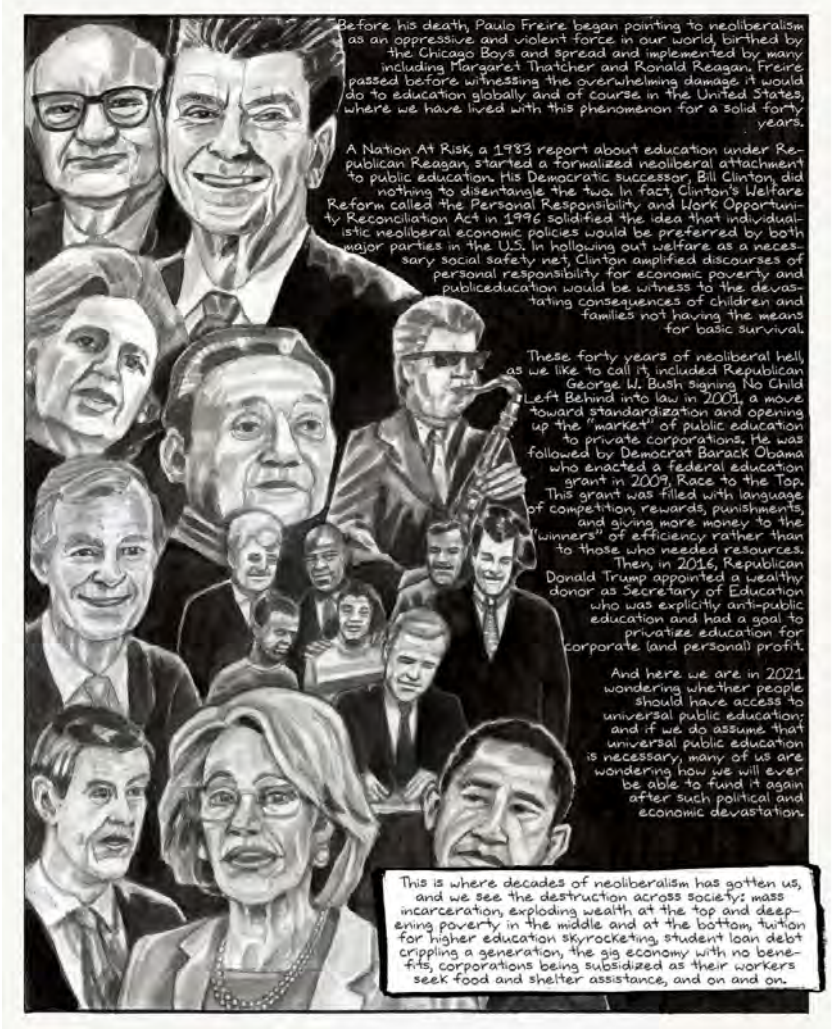 Before his death, Paulo Freire began pointing to neoliberalism
as an oppressive and violent force in our world, birthed by
the Chicago Boys and spread and implemented by many
including Margaret Thatcher and Ronald Reagan. Freire
passed before witnessing the overwhelming damage it would
do to education globally and of course in the United States,
where we have lived with this phenomenon for a solid forty
years.
A Nation At Risk, a 1983 report about education under Re-
publican Reagan, started a formalized neoliberal attachment
to public education. His Democratic successor, Bill Clinton, did
nothing to disentangle the two. In fact, Clinton's Welfare
Reform called the Personal Responsibility and Work Opportuni-
ty Reconciliation Act in 1996 solidified the idea that individual-
istic neoliberal economic policies would be preferred by both
major parties in the U.S. In hollowing out welfare as a neces-
sary social safety net, Clinton amplified discourses of
personal responsibility for economic poverty and
publiceducation would be witness to the devas-
tating consequences of children and
families not having the means
for basic survival.
These forty years of neoliberal hell,
as we like to call it, included Republican
George W. Bush signing No Child
Left Behind into law in 2001, a move
toward standardization and opening
up the "market" of public education
to private corporations. He was
followed by Democrat Barack Obama
who enacted a federal education
grant in 2009, Race to the Top.
This grant was filled with language
of competition, rewards, punishments,
and giving more money to the
"winners" of efficiency rather than
to those who needed resources.
Then, in 2016, Republican
Donald Trump appointed a wealthy
donor as Secretary of Education
who was explicitly anti-public
education and had a goal to
privatize education for
corporate (and personal) profit.
And here we are in 2021
wondering whether people
should have access to
universal public education;
and if we do assume that
universal public education
is necessary, many of us are
wondering how we will ever
be able to fund it again
after such political and
economic devastation.
This is where decades of neoliberalism has gotten us,
and we see the destruction across society: mass
incarceration, exploding wealth at the top and deep-
ening poverty in the middle and at the bottom, tuition
for higher education skyrocketing, student loan debt
crippling a generation, the gig economy with no bene-
fits, corporations being subsidized as their workers
seek food and shelter assistance, and on and on.